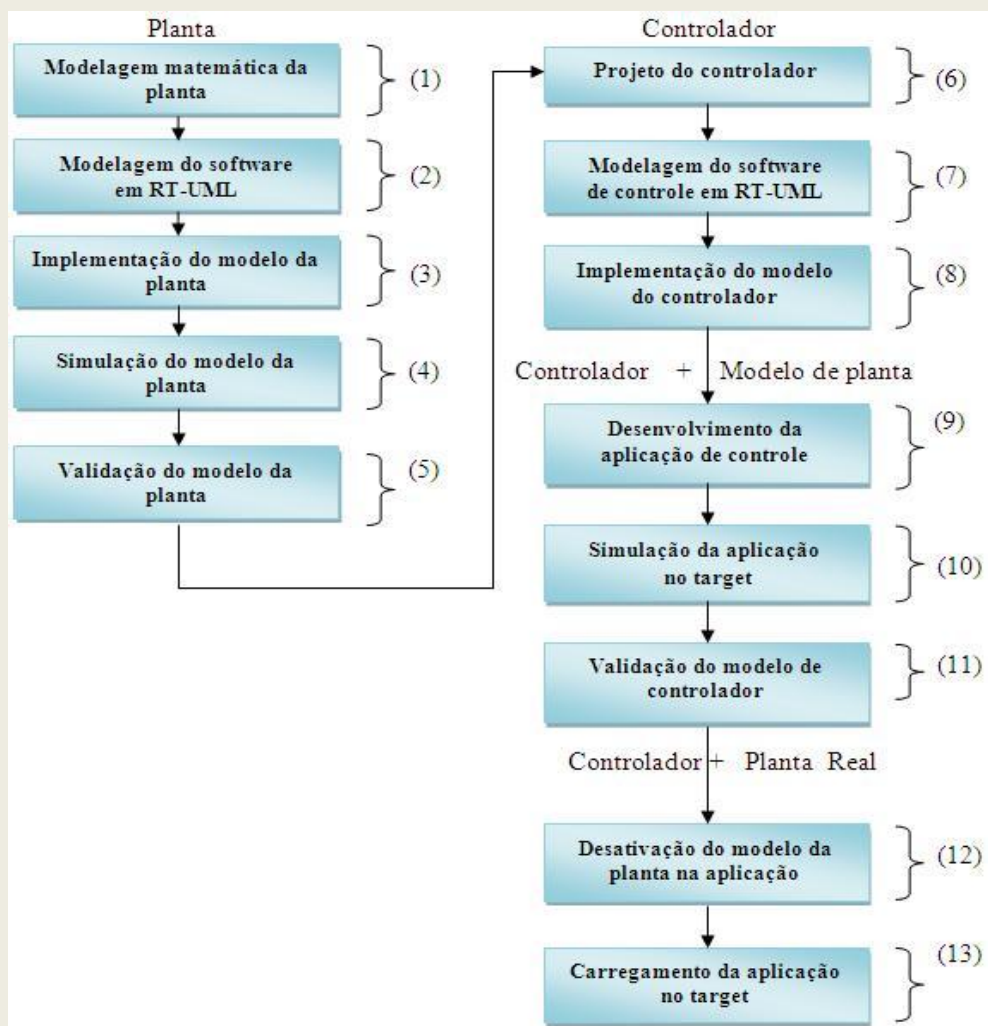 Planta
Modelagem matemática da
planta
(1)
Modelagem do software
em RT-UML
(2)
Implementação do modelo da
planta
(3)
Simulação do modelo da
planta
(4)
Validação do modelo da
planta
(5)
Controlador
Projeto do controlador
(6)
Modelagem do software
de controle em RT-UML
(7)
Implementação do modelo
do controlador
(8)
Controlador + Modelo de planta
Desenvolvimento da
aplicação de controle
(9)
Simulação da aplicação
no target
(10)
Validação do modelo de
controlador
(11)
Controlador + Planta Real
Desativação do modelo da
planta na aplicação
(12)
Carregamento da aplicação
no target
(13)